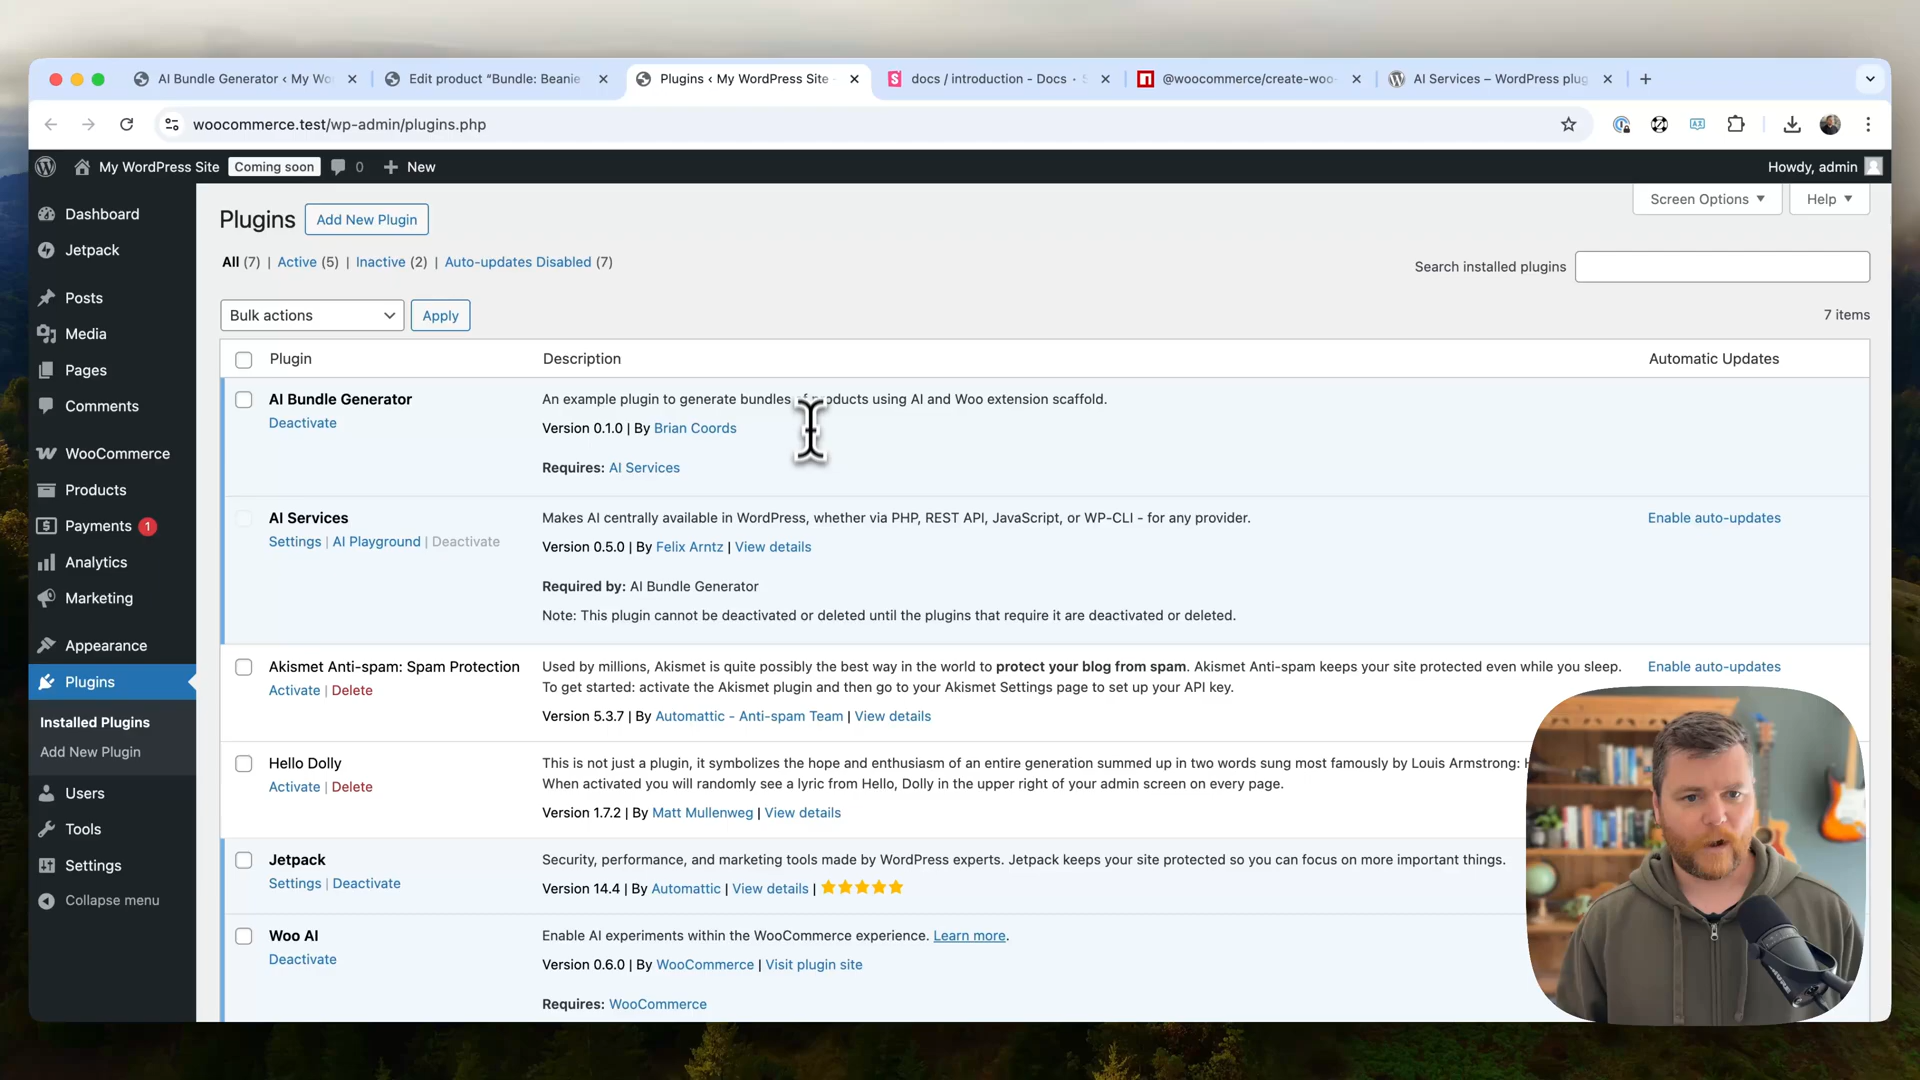 AI Bundle Generator ‹ My Wo
Edit product “Bundle: Beanie
Plugins ‹ My WordPress Site
docs / introduction - Docs ·
@woocommerce/create-woo-
AI Services – WordPress plug
woocommerce.test/wp-admin/plugins.php
My WordPress Site
Coming soon
0
New
Howdy, admin
Dashboard
Jetpack
Posts
Media
Pages
Comments
WooCommerce
Products
Payments 1
Analytics
Marketing
Appearance
Plugins
Installed Plugins
Add New Plugin
Users
Tools
Settings
Collapse menu
Screen Options
Help
Plugins
Add New Plugin
All (7) | Active (5) | Inactive (2) | Auto-updates Disabled (7)
Search installed plugins
Bulk actions
Apply
7 items
Plugin
Description
Automatic Updates
AI Bundle Generator
Deactivate
An example plugin to generate bundles of products using AI and Woo extension scaffold.
Version 0.1.0 | By Brian Coords
Requires: AI Services
AI Services
Settings | AI Playground | Deactivate
Makes AI centrally available in WordPress, whether via PHP, REST API, JavaScript, or WP-CLI - for any provider.
Version 0.5.0 | By Felix Arntz | View details
Required by: AI Bundle Generator
Note: This plugin cannot be deactivated or deleted until the plugins that require it are deactivated or deleted.
Enable auto-updates
Akismet Anti-spam: Spam Protection
Activate | Delete
Used by millions, Akismet is quite possibly the best way in the world to protect your blog from spam. Akismet Anti-spam keeps your site protected even while you sleep.
To get started: activate the Akismet plugin and then go to your Akismet Settings page to set up your API key.
Version 5.3.7 | By Automattic - Anti-spam Team | View details
Enable auto-updates
Hello Dolly
Activate | Delete
This is not just a plugin, it symbolizes the hope and enthusiasm of an entire generation summed up in two words sung most famously by Louis Armstrong:
When activated you will randomly see a lyric from Hello, Dolly in the upper right of your admin screen on every page.
Version 1.7.2 | By Matt Mullenweg | View details
Jetpack
Settings | Deactivate
Security, performance, and marketing tools made by WordPress experts. Jetpack keeps your site protected so you can focus on more important things.
Version 14.4 | By Automattic | View details |
Woo AI
Deactivate
Enable AI experiments within the WooCommerce experience. Learn more.
Version 0.6.0 | By WooCommerce | Visit plugin site
Requires: WooCommerce